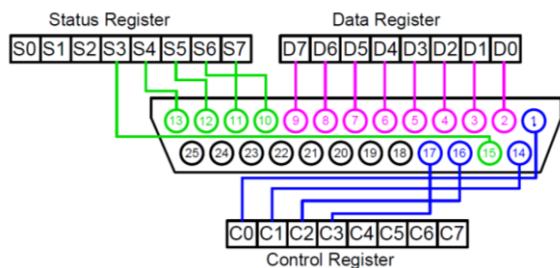 Status Register Data Register
S0 S1 S2 S3 S4 S5 S6 S7 D7 D6 D5 D4 D3 D2 D1 D0
13 12 11 10 9 8 7 6 5 4 3 2 1
25 24 23 22 21 20 19 18 17 16 15 14
C0 C1 C2 C3 C4 C5 C6 C7
Control Register